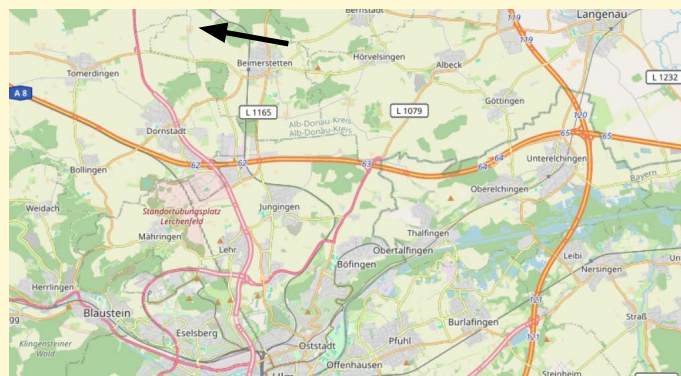 Bernstadt
119
Langenau
119
Beimerstetten
Hörvelsingen
Albeck
Tomerdingen
L 1232
A 8
L 1165
L 1079
Göttingen
120
Alb-Donau-Kreis
Alb-Donau-Kreis
Dornstadt
65
65
62
62
63
64
64
Unterelchingen
Bollingen
Bayern
Oberelchingen
Weidach
Standortübungsplatz
Lerchenfeld
Jungingen
Mähringen
Thalfingen
Lehr
Obertalfingen
Leibi
Böfingen
Nersingen
Herrlingen
121
Blaustein
Straß
Eselsberg
Burlafingen
Klingensteiner
Wald
Oststadt
Pfuhl
121
Offenhausen
Steinheim